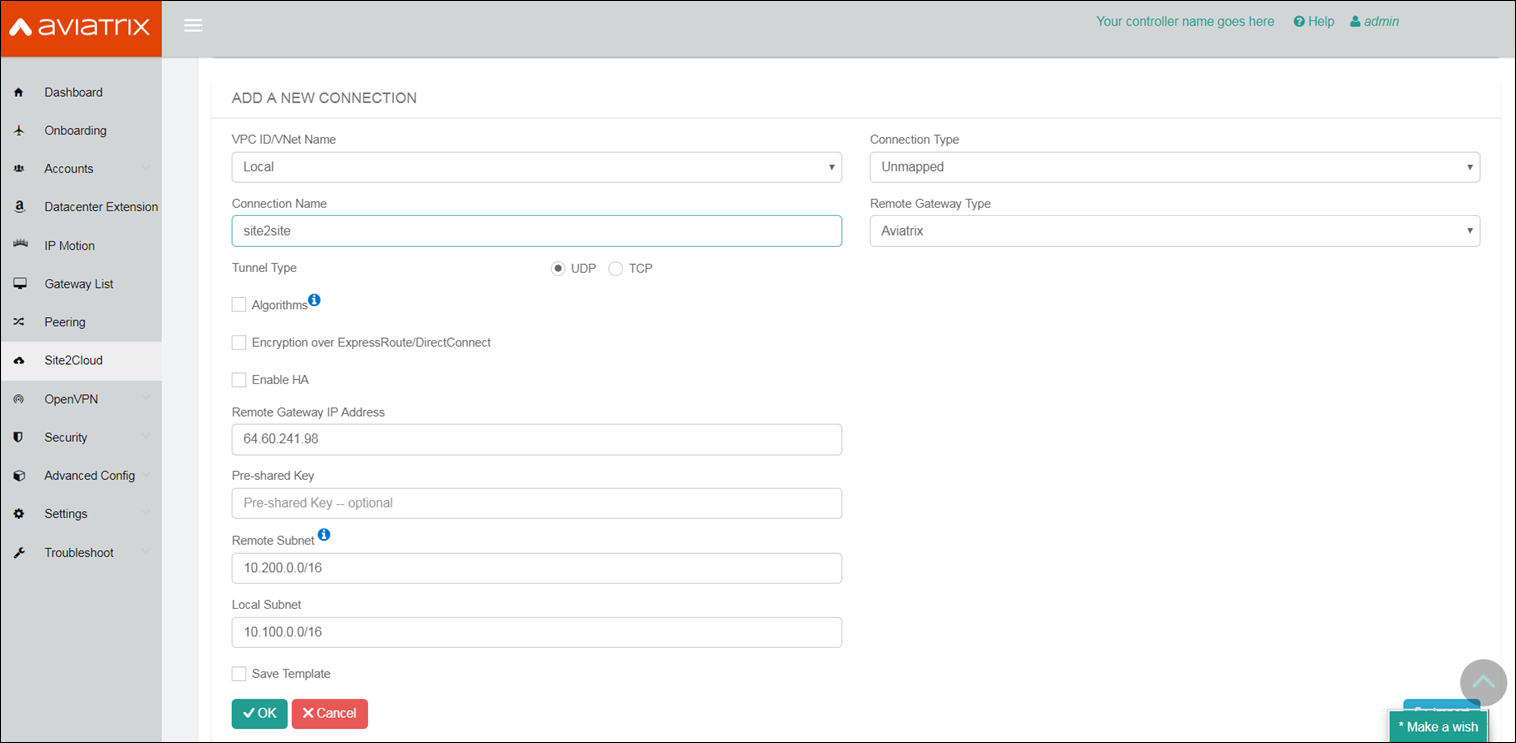 AVIATRIX
Your controller name goes here Help admin
Dashboard
Onboarding
Accounts
Datacenter Extension
IP Motion
Gateway List
Peering
Site2Cloud
OpenVPN
Security
Advanced Config
Settings
Troubleshoot
ADD A NEW CONNECTION
VPC ID/VNet Name
Local
Connection Type
Unmapped
Connection Name
site2site
Remote Gateway Type
Aviatrix
Tunnel Type UDP TCP
Algorithms
Encryption over ExpressRoute/DirectConnect
Enable HA
Remote Gateway IP Address
64.60.241.98
Pre-shared Key
Pre-shared Key -- optional
Remote Subnet
10.200.0.0/16
Local Subnet
10.100.0.0/16
Save Template
OK Cancel
* Make a wish